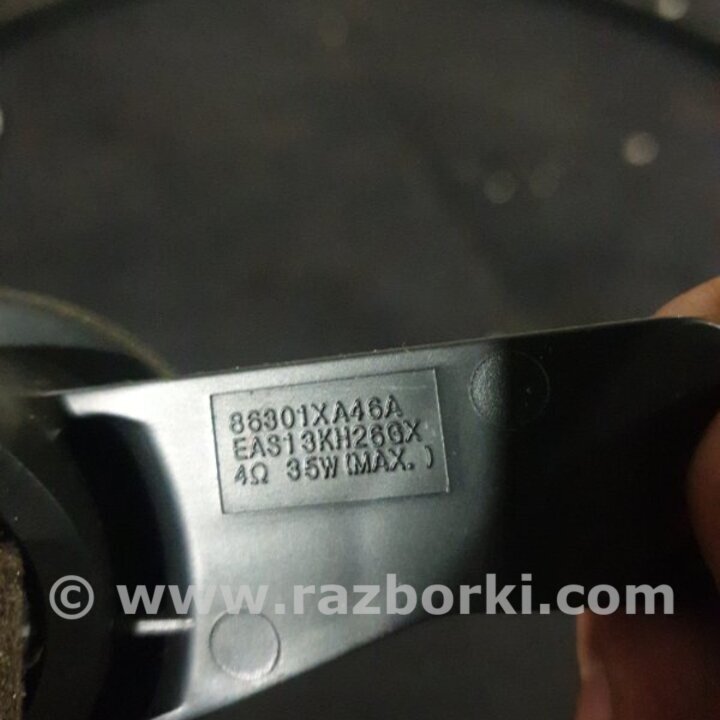 86301XA46A
EAS13KH26GX
4Ω 35W(MAX.)
© www.razborki.com